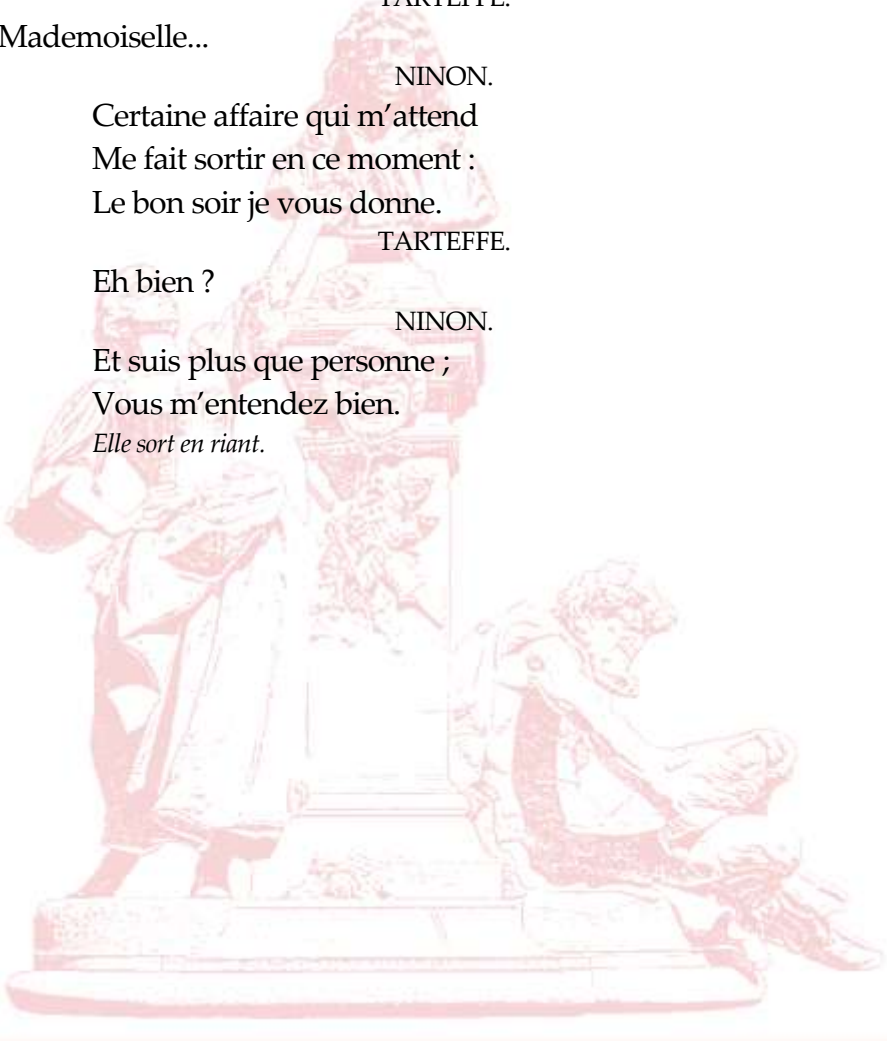 TARTEFFE.
Mademoiselle...
NINON.
Certaine affaire qui m’attend
Me fait sortir en ce moment :
Le bon soir je vous donne.
TARTEFFE.
Eh bien ?
NINON.
Et suis plus que personne ;
Vous m’entendez bien.
Elle sort en riant.